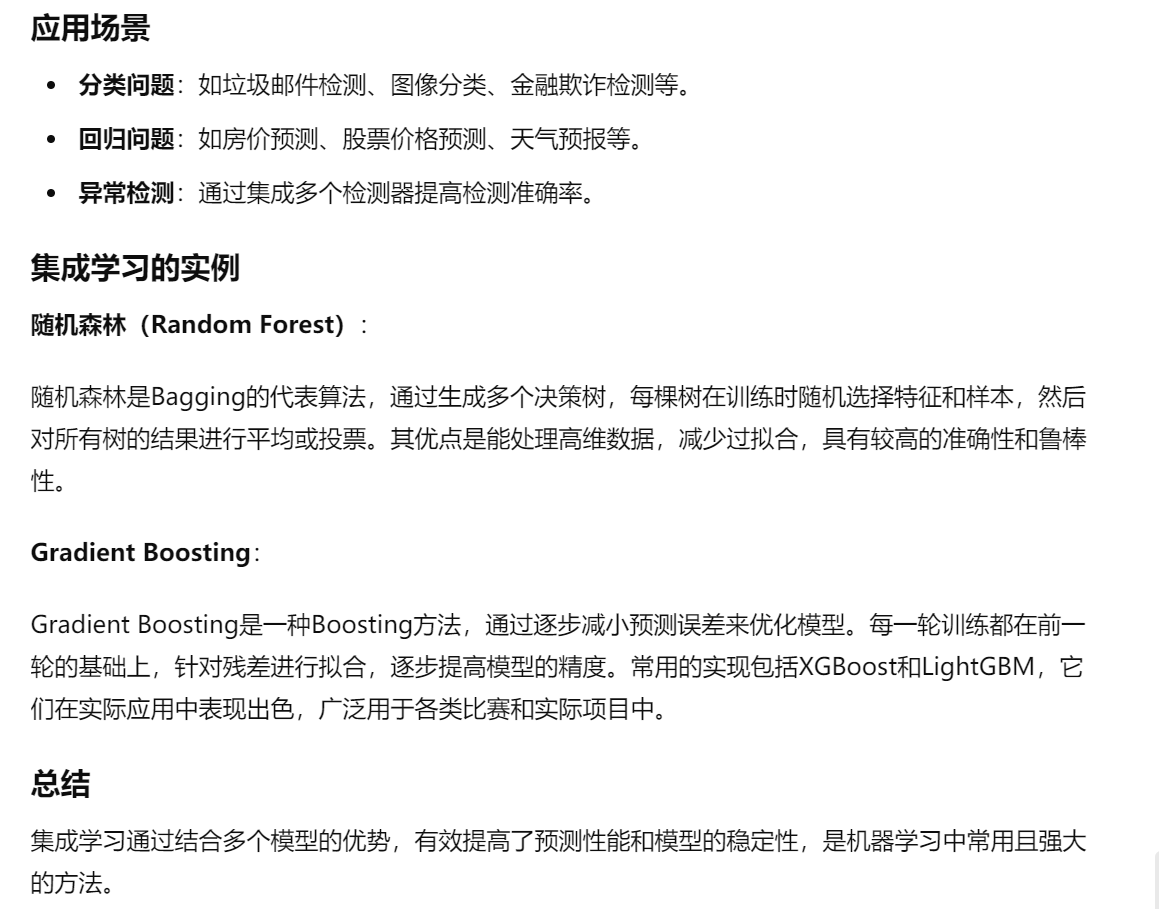 应用场景
• 分类问题：如垃圾邮件检测、图像分类、金融欺诈检测等。
• 回归问题：如房价预测、股票价格预测、天气预报等。
• 异常检测：通过集成多个检测器提高检测准确率。
集成学习的实例
随机森林（Random Forest）：
随机森林是Bagging的代表算法，通过生成多个决策树，每棵树在训练时随机选择特征和样本，然后
对所有树的结果进行平均或投票。其优点是能处理高维数据，减少过拟合，具有较高的准确性和鲁棒
性。
Gradient Boosting：
Gradient Boosting是一种Boosting方法，通过逐步减小预测误差来优化模型。每一轮训练都在前一
轮的基础上，针对残差进行拟合，逐步提高模型的精度。常用的实现包括XGBoost和LightGBM，它
们在实际应用中表现出色，广泛用于各类比赛和实际项目中。
总结
集成学习通过结合多个模型的优势，有效提高了预测性能和模型的稳定性，是机器学习中常用且强大
的方法。